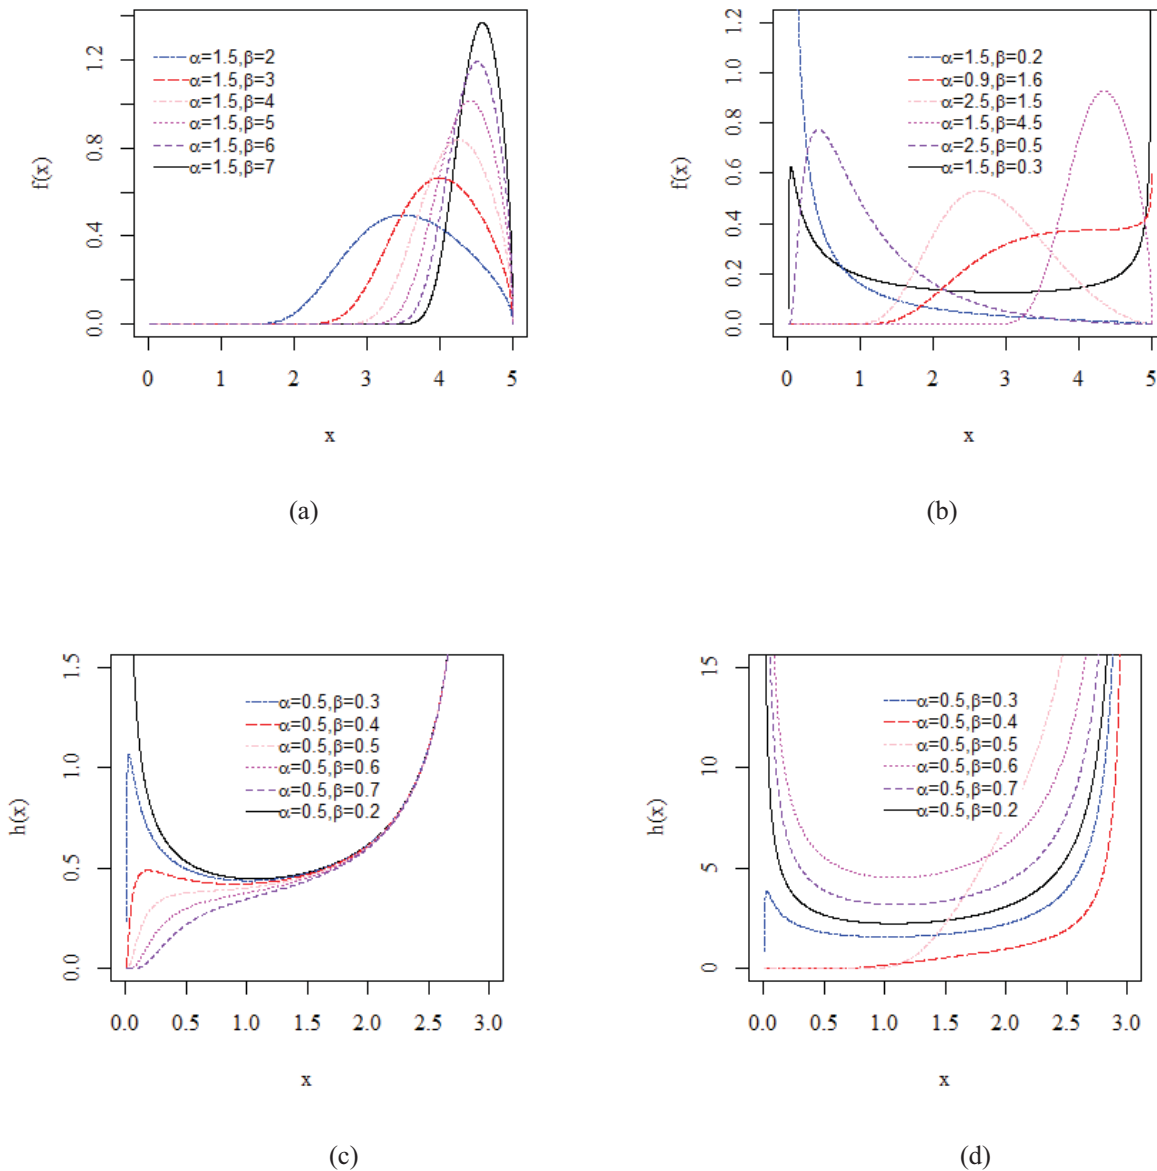 f(x)
0.0 0.4 0.8 1.2
α=1.5,β=2
α=1.5,β=3
α=1.5,β=4
α=1.5,β=5
α=1.5,β=6
α=1.5,β=7
0 1 2 3 4 5
x
(a)
f(x)
0.0 0.2 0.4 0.6 0.8 1.0 1.2
α=1.5,β=0.2
α=0.9,β=1.6
α=2.5,β=1.5
α=1.5,β=4.5
α=2.5,β=0.5
α=1.5,β=0.3
0 1 2 3 4 5
x
(b)
h(x)
0.0 0.5 1.0 1.5
α=0.5,β=0.3
α=0.5,β=0.4
α=0.5,β=0.5
α=0.5,β=0.6
α=0.5,β=0.7
α=0.5,β=0.2
0.0 0.5 1.0 1.5 2.0 2.5 3.0
x
(c)
h(x)
0 5 10 15
α=0.5,β=0.3
α=0.5,β=0.4
α=0.5,β=0.5
α=0.5,β=0.6
α=0.5,β=0.7
α=0.5,β=0.2
0.0 0.5 1.0 1.5 2.0 2.5 3.0
x
(d)